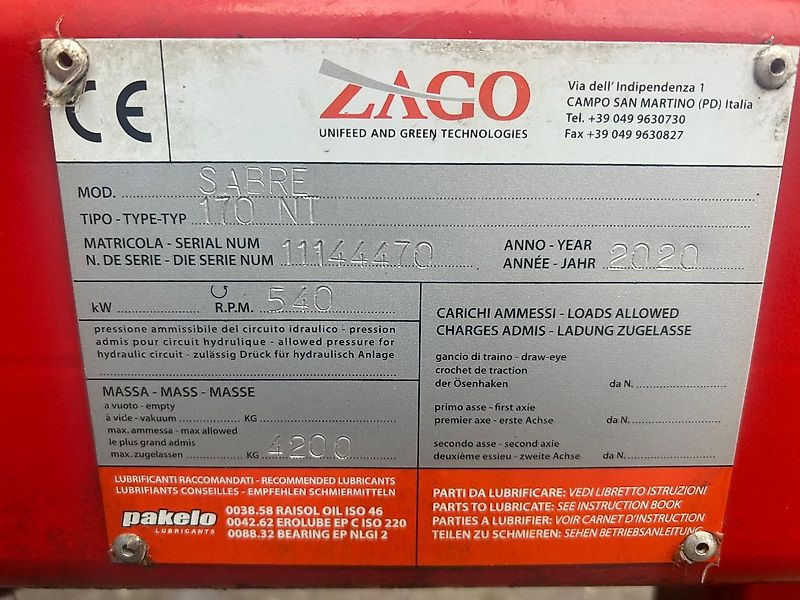 CE
ZAGO
UNIFEED AND GREEN TECHNOLOGIES
Via dell' Indipendenza 1
CAMPO SAN MARTINO (PD) Italia
Tel. +39 049 9630730
Fax +39 049 9630827
MOD. SABRE
TIPO - TYPE-TYP 170 NT
MATRICOLA - SERIAL NUM
N. DE SERIE - DIE SERIE NUM 11144470
ANNO - YEAR
ANNÉE - JAHR 2020
kW R.P.M. 540
pressione ammissibile del circuito idraulico - pression
admis pour circuit hydrulique - allowed pressure for
hydraulic circuit - zulässig Drück für hydraulisch Anlage
MASSA - MASS - MASSE
a vuoto - empty
à vide - vakuum KG
max. ammessa - max allowed
le plus grand admis
max. zugelassen KG 4200
CARICHI AMMESSI - LOADS ALLOWED
CHARGES ADMIS - LADUNG ZUGELASSE
gancio di traino - draw-eye
crochet de traction
der Ösenhaken da N.
primo asse - first axie
premier axe - erste Achse da N.
secondo asse - second axie
deuxième essieu - zweite Achse da N.
LUBRIFICANTI RACCOMANDATI - RECOMMENDED LUBRICANTS
LUBRIFIANTS CONSEILLES - EMPFEHLEN SCHMIERMITTELN
pakelo
LUBRICANTS
0038.58 RAISOL OIL ISO 46
0042.62 EROLUBE EP C ISO 220
0088.32 BEARING EP NLGI 2
PARTI DA LUBRIFICARE: VEDI LIBRETTO ISTRUZIONI
PARTS TO LUBRICATE: SEE INSTRUCTION BOOK
PARTIES A LUBRIFIER: VOIR CARNET D'INSTRUCTION
TEILEN ZU SCHMIEREN: SEHEN BETRIEBSANLEITUNG